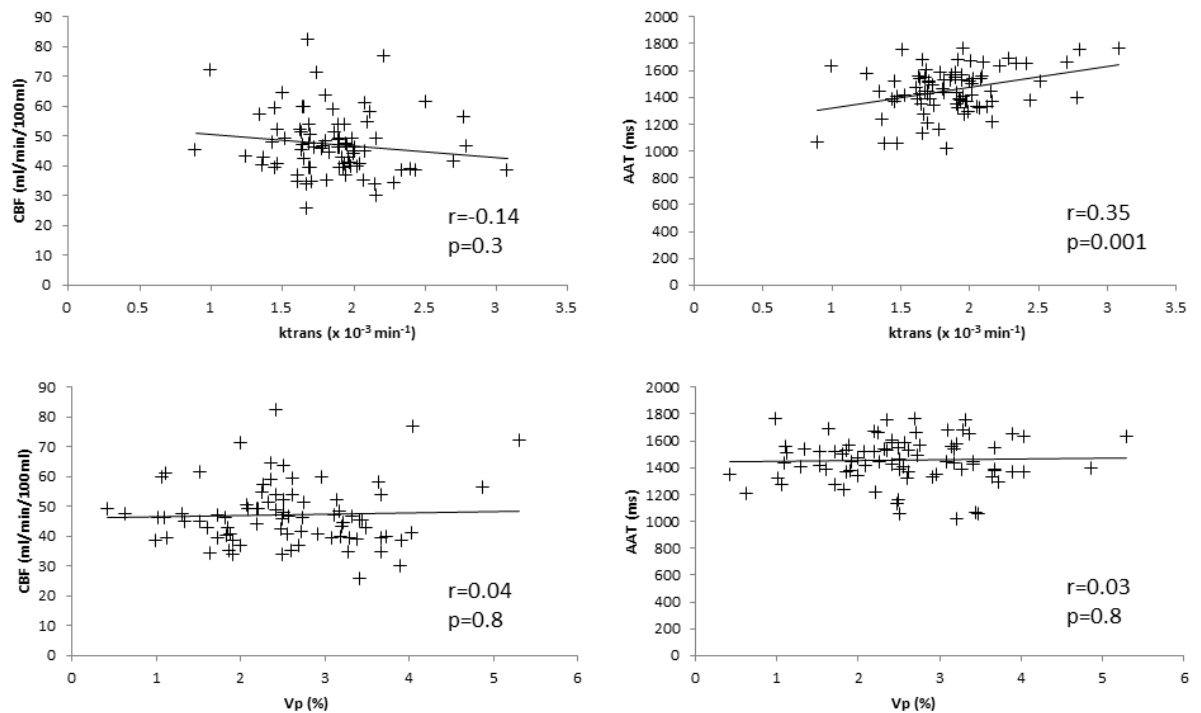 90
80
70
60
50
40
30
20
10
0
CBF (ml/min/100ml)
r=-0.14
p=0.3
0 1 1.5 2 2.5 3 3.5
ktrans (x 10⁻³ min⁻¹)
2000
1800
1600
1400
1200
1000
800
600
400
200
0
AAT (ms)
r=0.35
p=0.001
0 1 1.5 2 2.5 3 3.5
ktrans (x 10⁻³ min⁻¹)
90
80
70
60
50
40
30
20
10
0
CBF (ml/min/100ml)
r=0.04
p=0.8
0 1 2 3 4 5 6
Vp (%)
2000
1800
1600
1400
1200
1000
800
600
400
200
0
AAT (ms)
r=0.03
p=0.8
0 1 2 3 4 5 6
Vp (%)